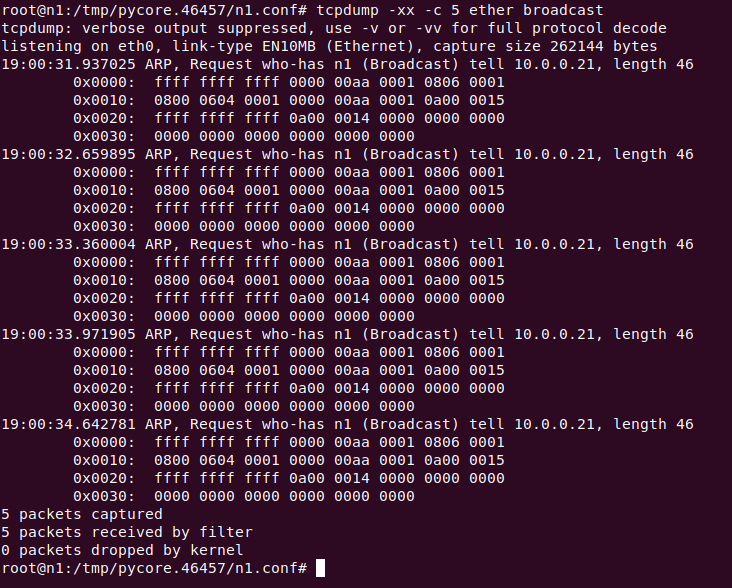 root@n1:/tmp/pycore.46457/n1.conf# tcpdump -xx -c 5 ether broadcast
tcpdump: verbose output suppressed, use -v or -vv for full protocol decode
listening on eth0, link-type EN10MB (Ethernet), capture size 262144 bytes
19:00:31.937025 ARP, Request who-has n1 (Broadcast) tell 10.0.0.21, length 46
        0x0000:  ffff ffff ffff 0000 00aa 0001 0806 0001
        0x0010:  0800 0604 0001 0000 00aa 0001 0a00 0015
        0x0020:  ffff ffff ffff 0a00 0014 0000 0000 0000
        0x0030:  0000 0000 0000 0000 0000 0000
19:00:32.659895 ARP, Request who-has n1 (Broadcast) tell 10.0.0.21, length 46
        0x0000:  ffff ffff ffff 0000 00aa 0001 0806 0001
        0x0010:  0800 0604 0001 0000 00aa 0001 0a00 0015
        0x0020:  ffff ffff ffff 0a00 0014 0000 0000 0000
        0x0030:  0000 0000 0000 0000 0000 0000
19:00:33.360004 ARP, Request who-has n1 (Broadcast) tell 10.0.0.21, length 46
        0x0000:  ffff ffff ffff 0000 00aa 0001 0806 0001
        0x0010:  0800 0604 0001 0000 00aa 0001 0a00 0015
        0x0020:  ffff ffff ffff 0a00 0014 0000 0000 0000
        0x0030:  0000 0000 0000 0000 0000 0000
19:00:33.971905 ARP, Request who-has n1 (Broadcast) tell 10.0.0.21, length 46
        0x0000:  ffff ffff ffff 0000 00aa 0001 0806 0001
        0x0010:  0800 0604 0001 0000 00aa 0001 0a00 0015
        0x0020:  ffff ffff ffff 0a00 0014 0000 0000 0000
        0x0030:  0000 0000 0000 0000 0000 0000
19:00:34.642781 ARP, Request who-has n1 (Broadcast) tell 10.0.0.21, length 46
        0x0000:  ffff ffff ffff 0000 00aa 0001 0806 0001
        0x0010:  0800 0604 0001 0000 00aa 0001 0a00 0015
        0x0020:  ffff ffff ffff 0a00 0014 0000 0000 0000
        0x0030:  0000 0000 0000 0000 0000 0000
5 packets captured
5 packets received by filter
0 packets dropped by kernel
root@n1:/tmp/pycore.46457/n1.conf#